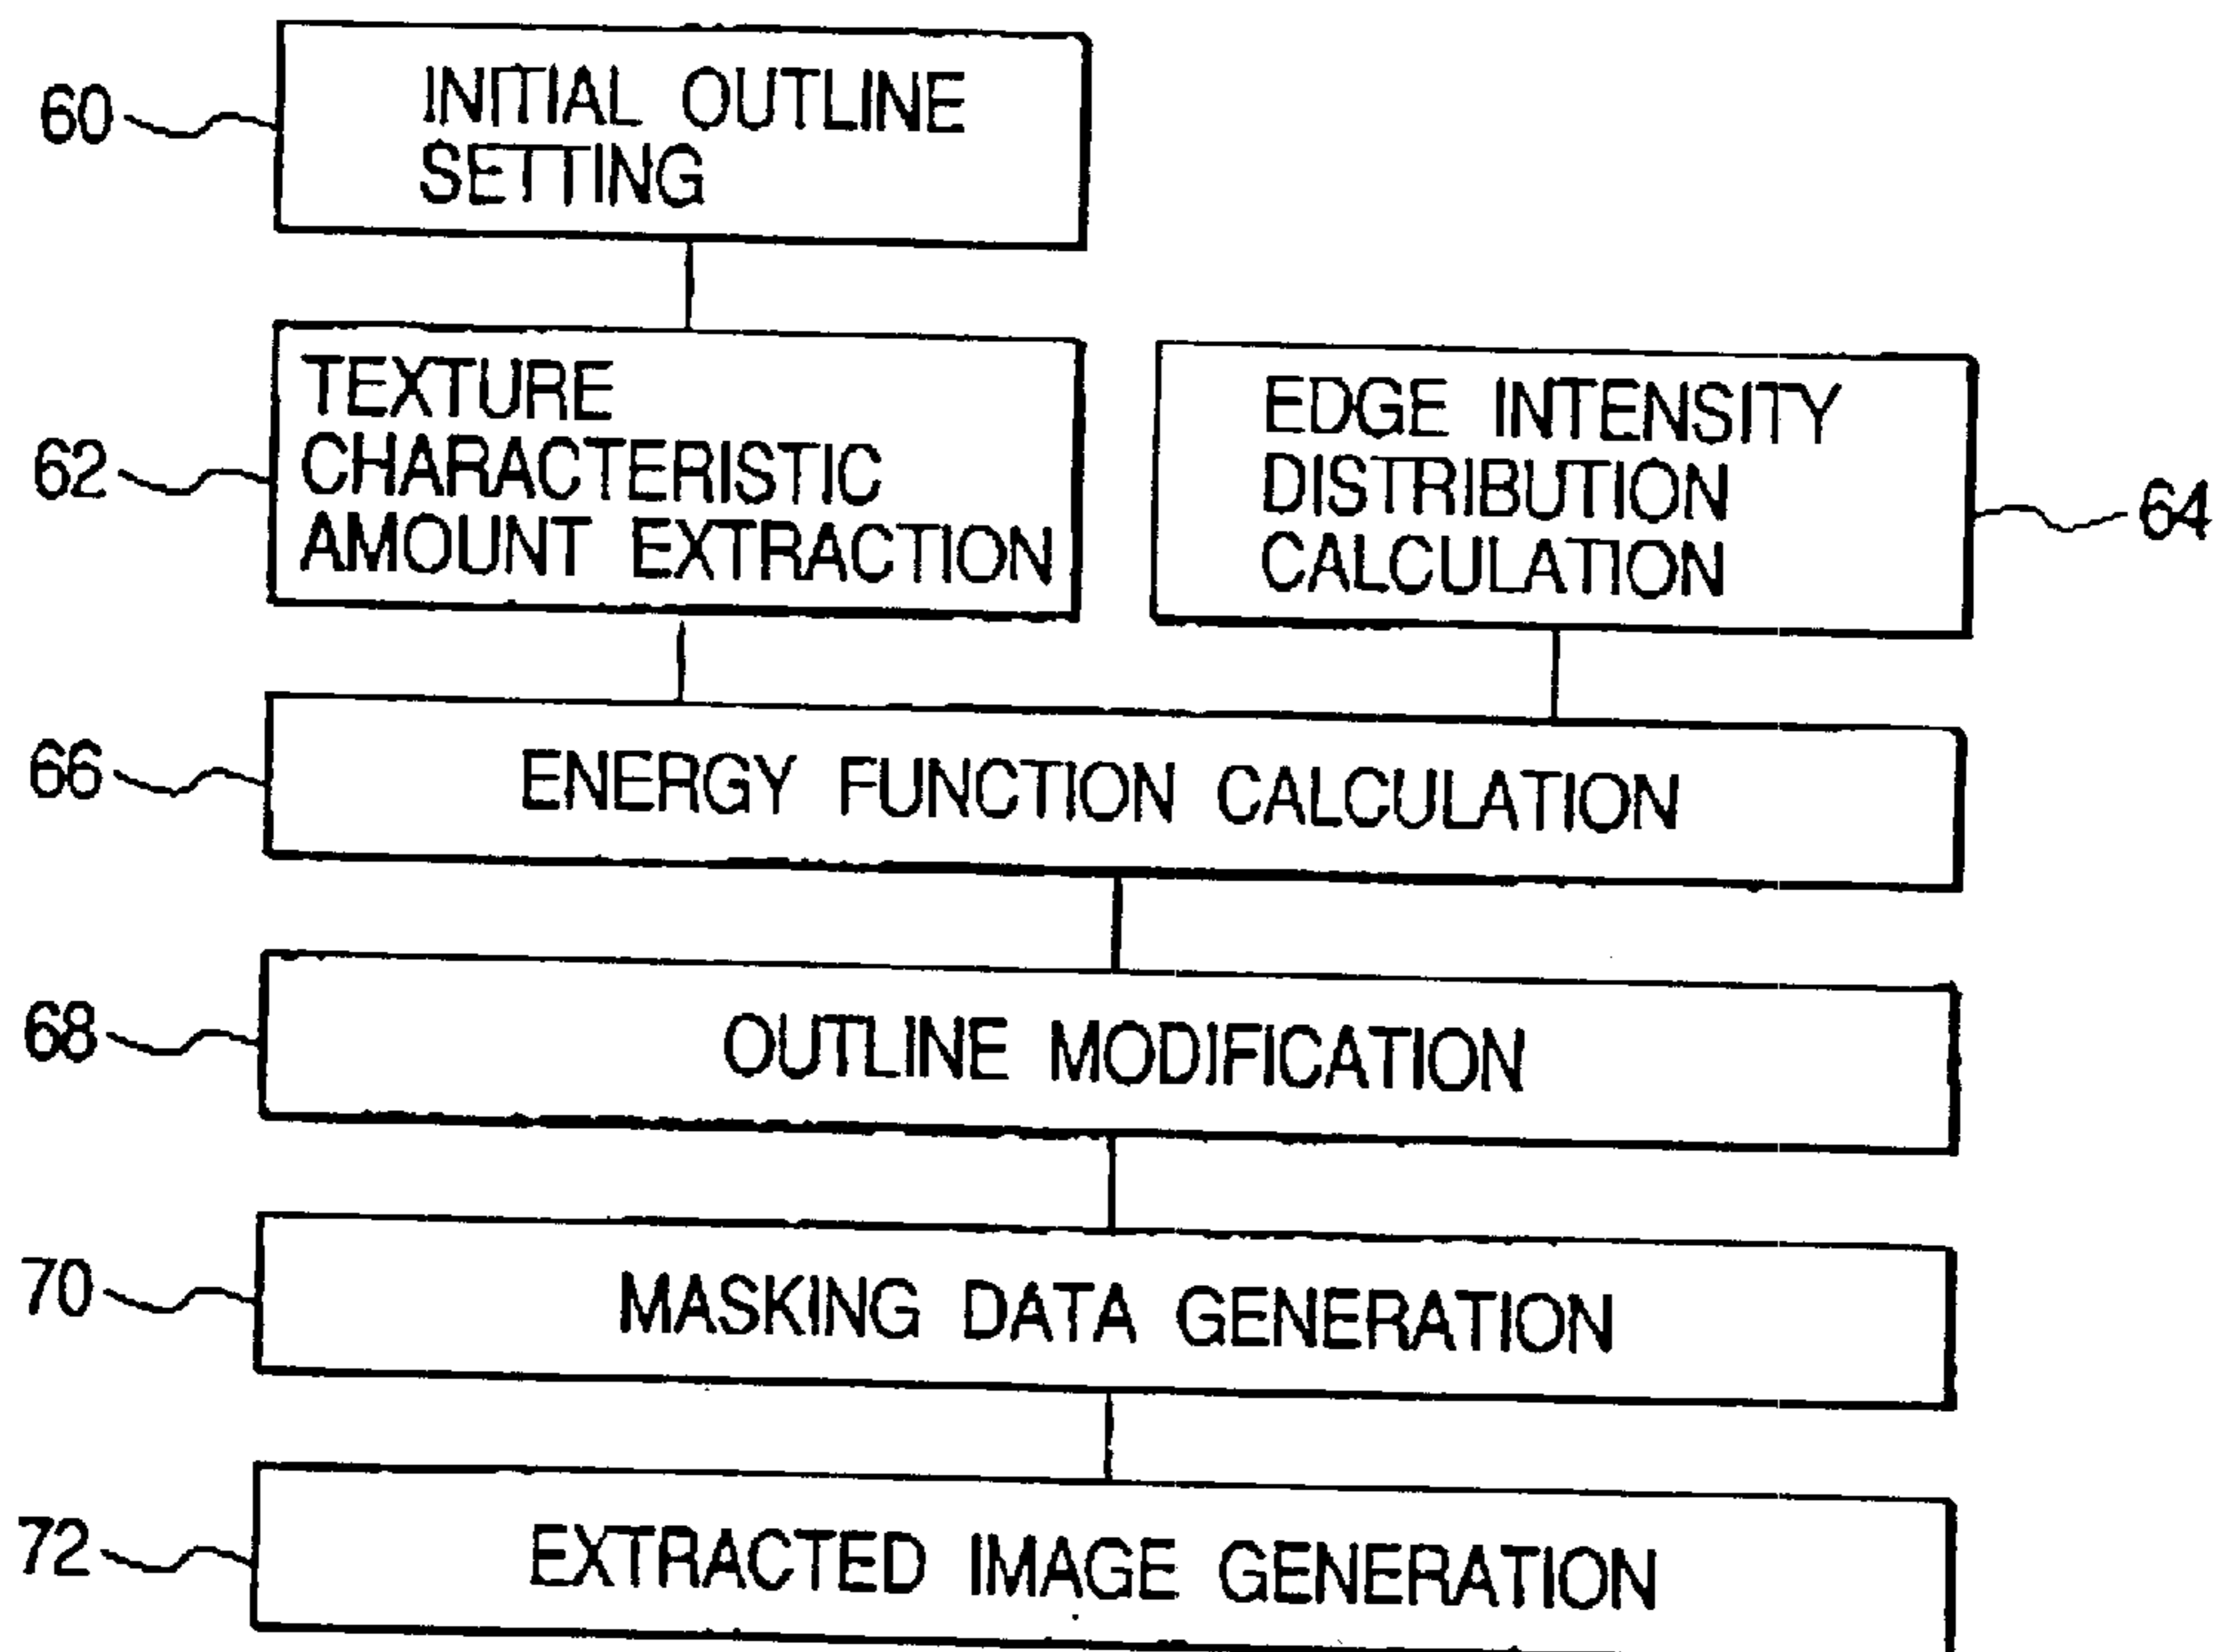 60
INITIAL OUTLINE
SETTING
62
TEXTURE
CHARACTERISTIC
AMOUNT EXTRACTION
EDGE INTENSITY
DISTRIBUTION
CALCULATION
64
66
ENERGY FUNCTION CALCULATION
68
OUTLINE MODIFICATION
70
MASKING DATA GENERATION
72
EXTRACTED IMAGE GENERATION